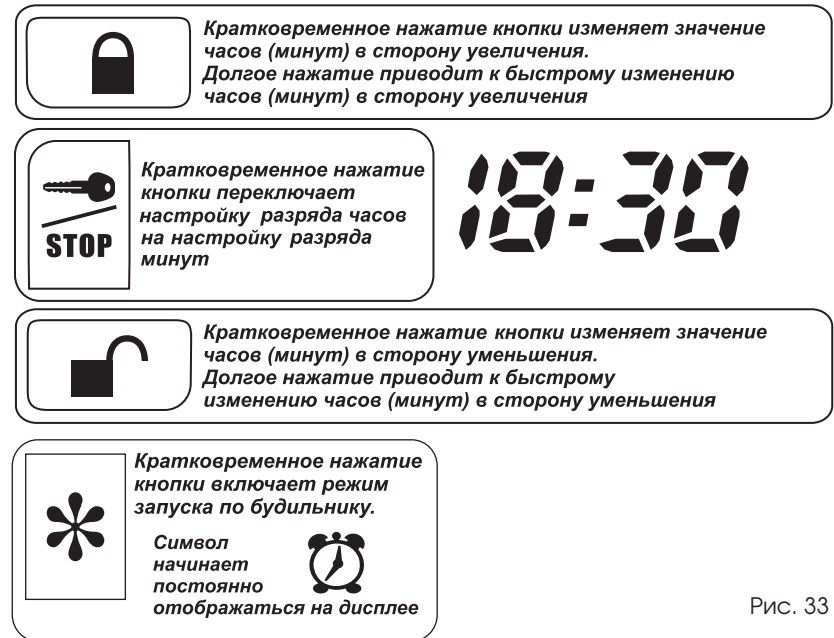 Кратковременное нажатие кнопки изменяет значение
часов (минут) в сторону увеличения.
Долгое нажатие приводит к быстрому изменению
часов (минут) в сторону увеличения
STOP
Кратковременное нажатие
кнопки переключает
настройку разряда часов
на настройку разряда
минут
18:30
Кратковременное нажатие кнопки изменяет значение
часов (минут) в сторону уменьшения.
Долгое нажатие приводит к быстрому
изменению часов (минут) в сторону уменьшения
*
Кратковременное нажатие
кнопки включает режим
запуска по будильнику.
Символ
начинает
постоянно
отображаться на дисплее
Рис. 33